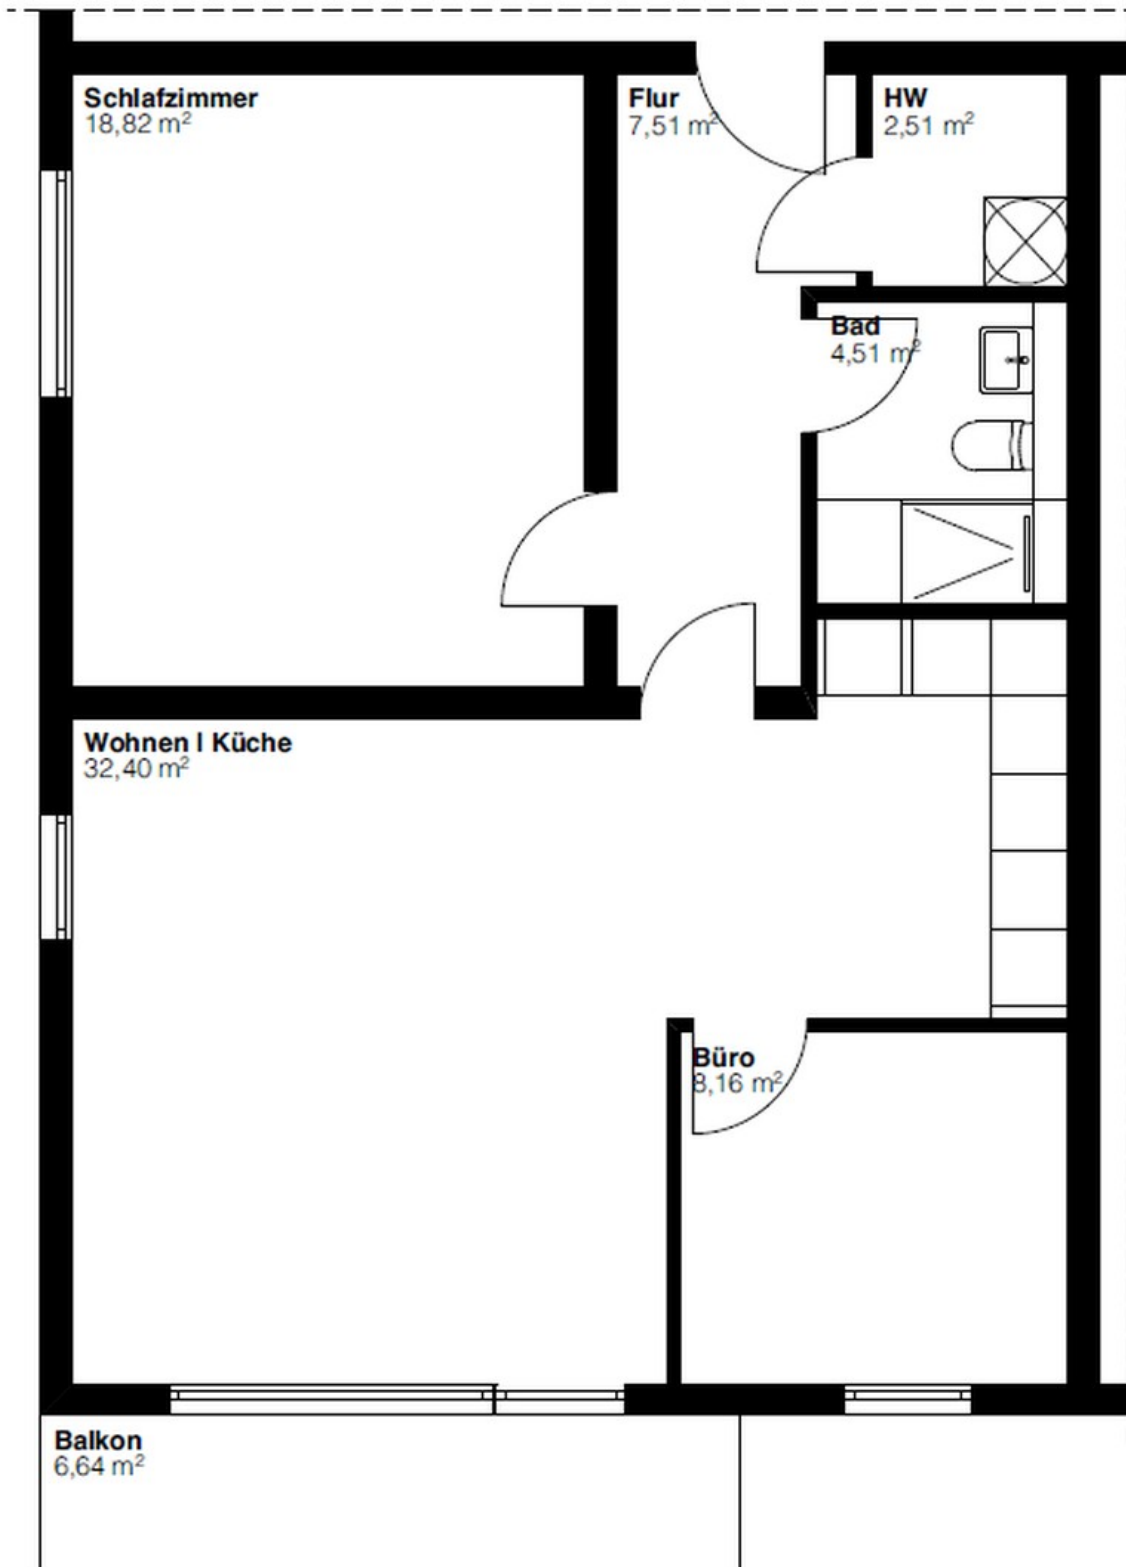 Schlafzimmer
18,82 m²
Flur
7,51 m²
HW
2,51 m²
Bad
4,51 m²
Wohnen I Küche
32,40 m²
Büro
8,16 m²
Balkon
6,64 m²